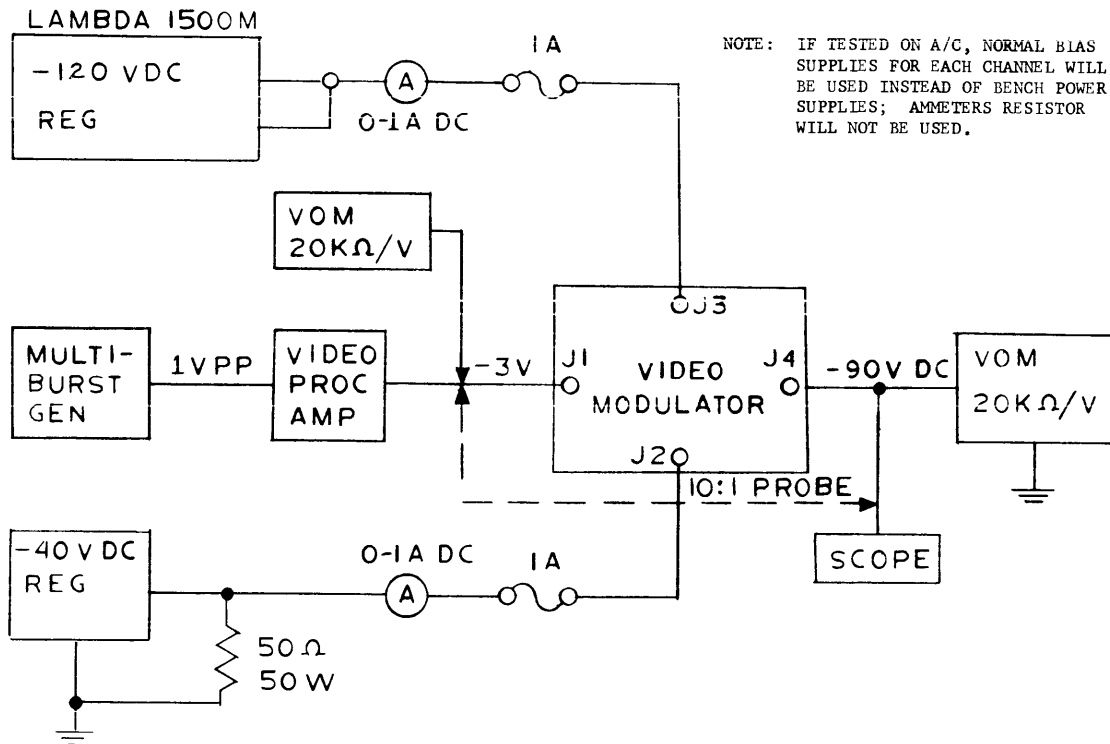 LAMBDA 1500M
-120 VDC
REG
A
0-1A DC
1A
NOTE: IF TESTED ON A/C, NORMAL BIAS
SUPPLIES FOR EACH CHANNEL WILL
BE USED INSTEAD OF BENCH POWER
SUPPLIES; AMMETERS RESISTOR
WILL NOT BE USED.
VOM
20KΩ/V
MULTI-
BURST
GEN
1VPP
VIDEO
PROC
AMP
-3V
J3
J1
VIDEO
MODULATOR
J4
J2
-90V DC
VOM
20KΩ/V
10:1 PROBE
SCOPE
-40 VDC
REG
0-1A DC
A
1A
50Ω
50W